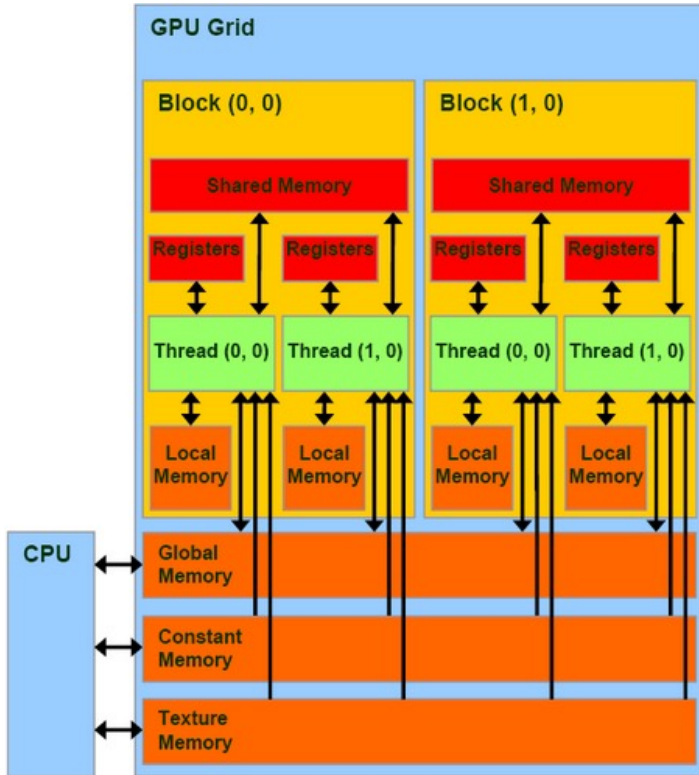 GPU Grid
Block (0, 0)
Block (1, 0)
Shared Memory
Shared Memory
Registers
Registers
Registers
Registers
Thread (0, 0)
Thread (1, 0)
Thread (0, 0)
Thread (1, 0)
Local
Memory
Local
Memory
Local
Memory
Local
Memory
CPU
Global
Memory
Constant
Memory
Texture
Memory